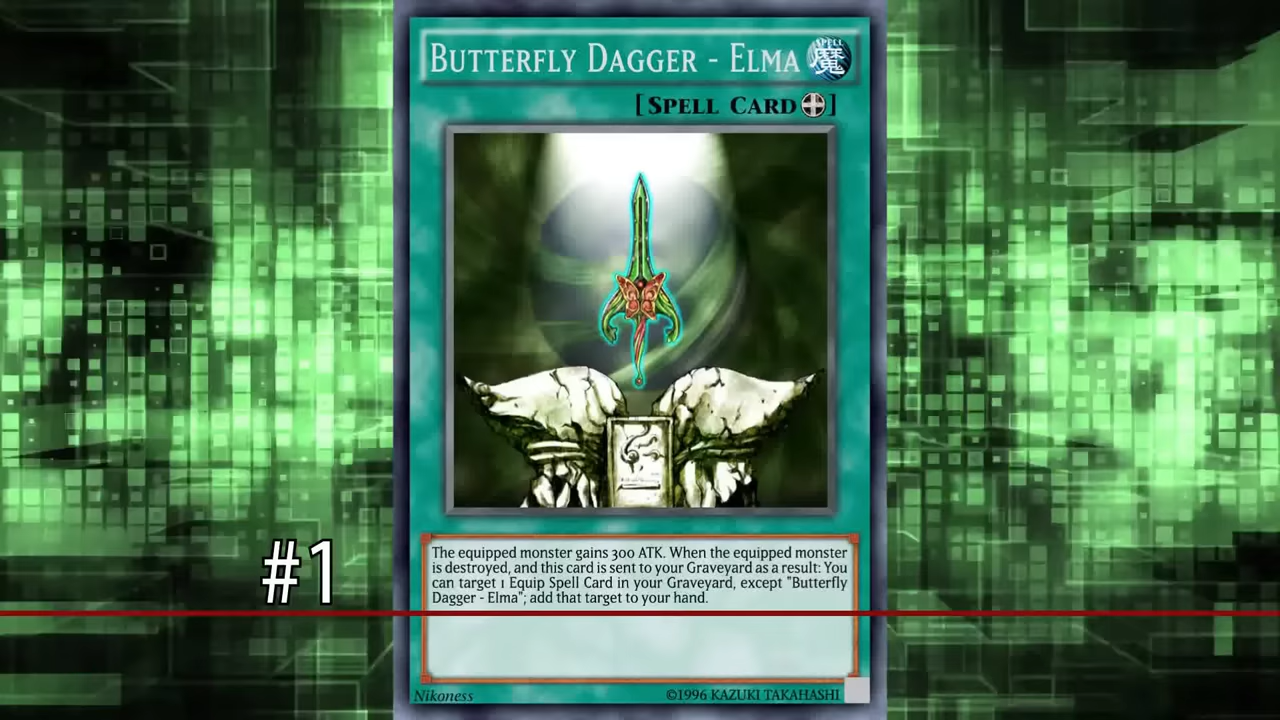 BUTTERFLY DAGGER - ELMA
SPELL
魔
[SPELL CARD]
The equipped monster gains 300 ATK. When the equipped monster
is destroyed, and this card is sent to your Graveyard as a result: You
can target 1 Equip Spell Card in your Graveyard, except "Butterfly
Dagger - Elma"; add that target to your hand.
#1
Nikoness
©1996 KAZUKI TAKAHASHI